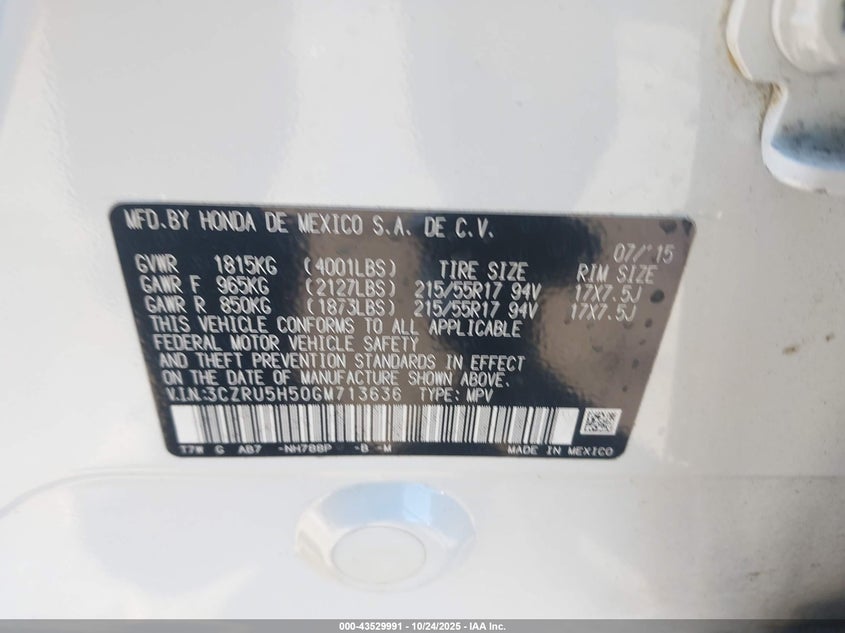 MFD.BY HONDA DE MEXICO S.A. DE C.V.
07/'15
GVWR 1815KG (4001LBS) TIRE SIZE RIM SIZE
GAWR F 965KG (2127LBS) 215/55R17 94V 17X7.5J
GAWR R 850KG (1873LBS) 215/55R17 94V 17X7.5J
THIS VEHICLE CONFORMS TO ALL APPLICABLE
FEDERAL MOTOR VEHICLE SAFETY
AND THEFT PREVENTION STANDARDS IN EFFECT
ON THE DATE OF MANUFACTURE SHOWN ABOVE.
V.I.N:3CZRU5H50GM713636 TYPE: MPV
T7W G AB7 -NH788P -B -M MADE IN MEXICO
000-43529991 | 10/24/2025 | IAA Inc.